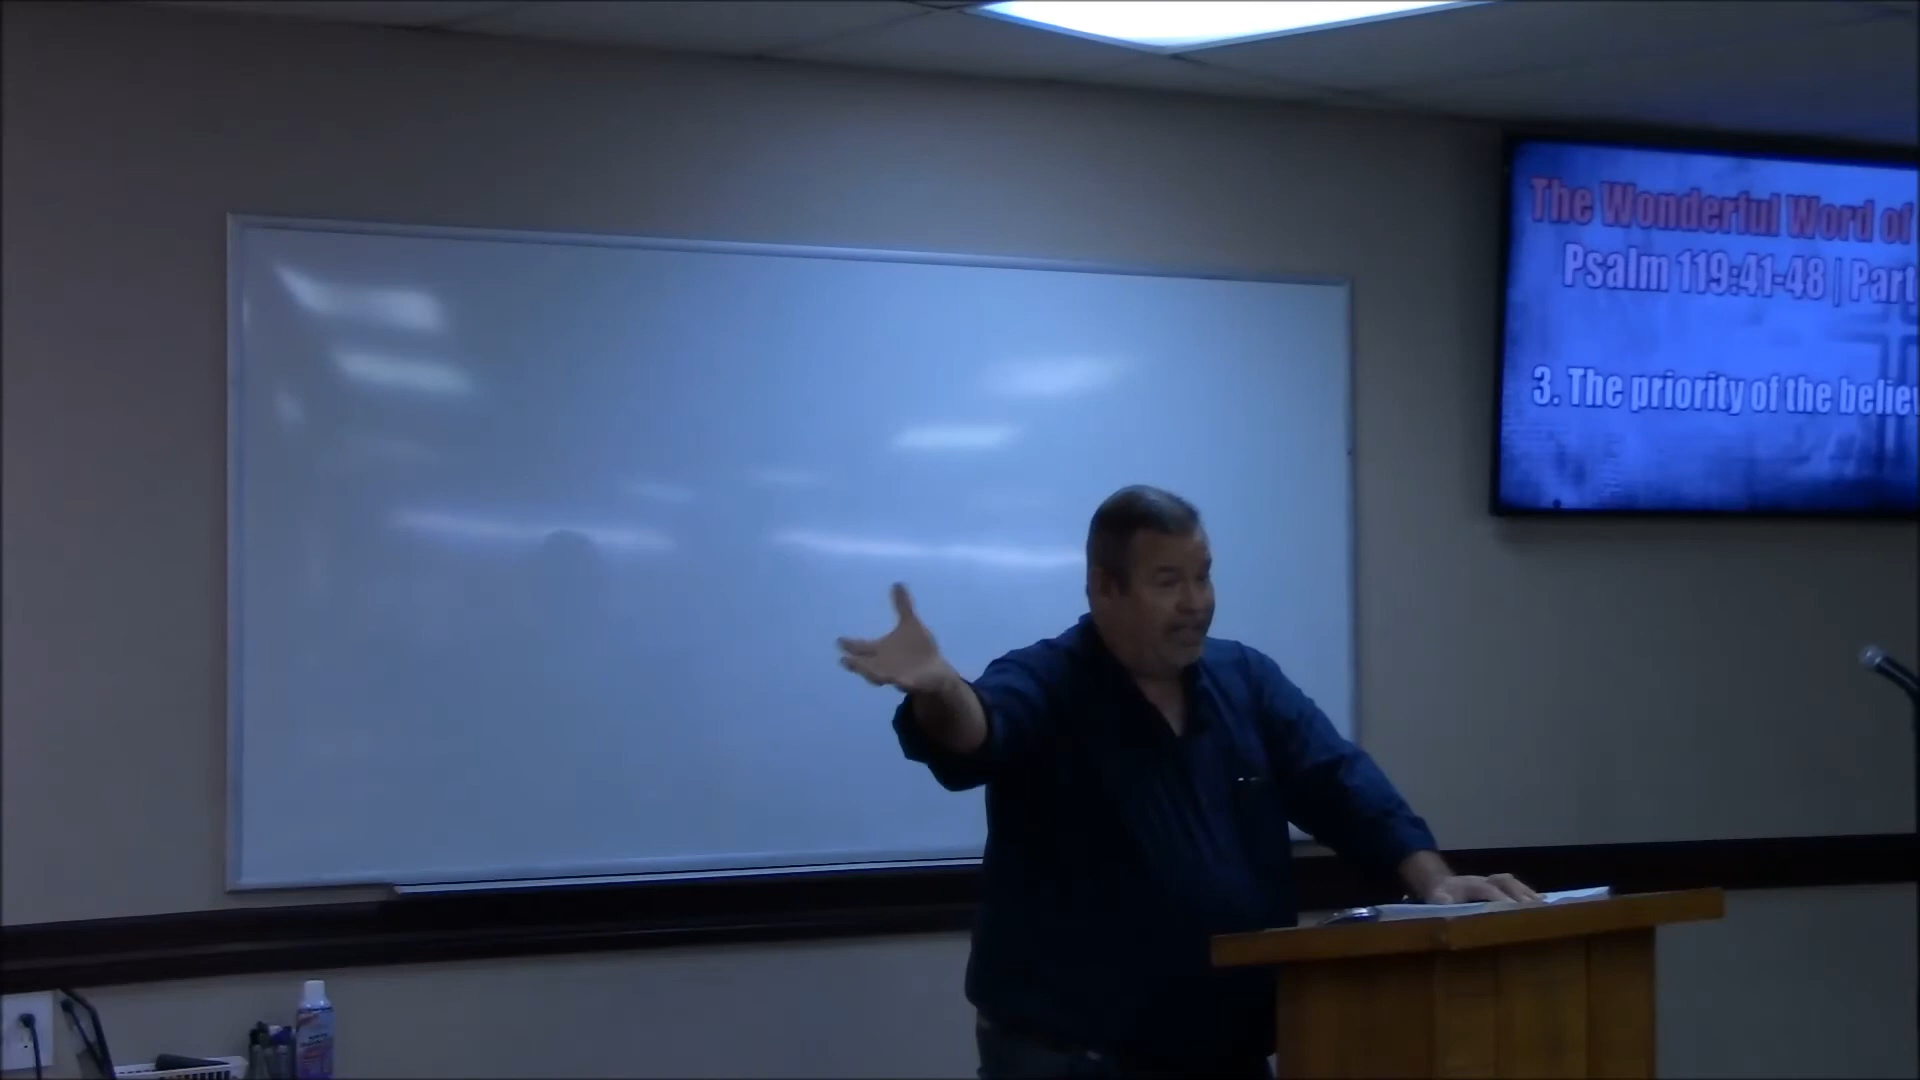 The Wonderful Word of
Psalm 119:41-48 | Part
3. The priority of the believ